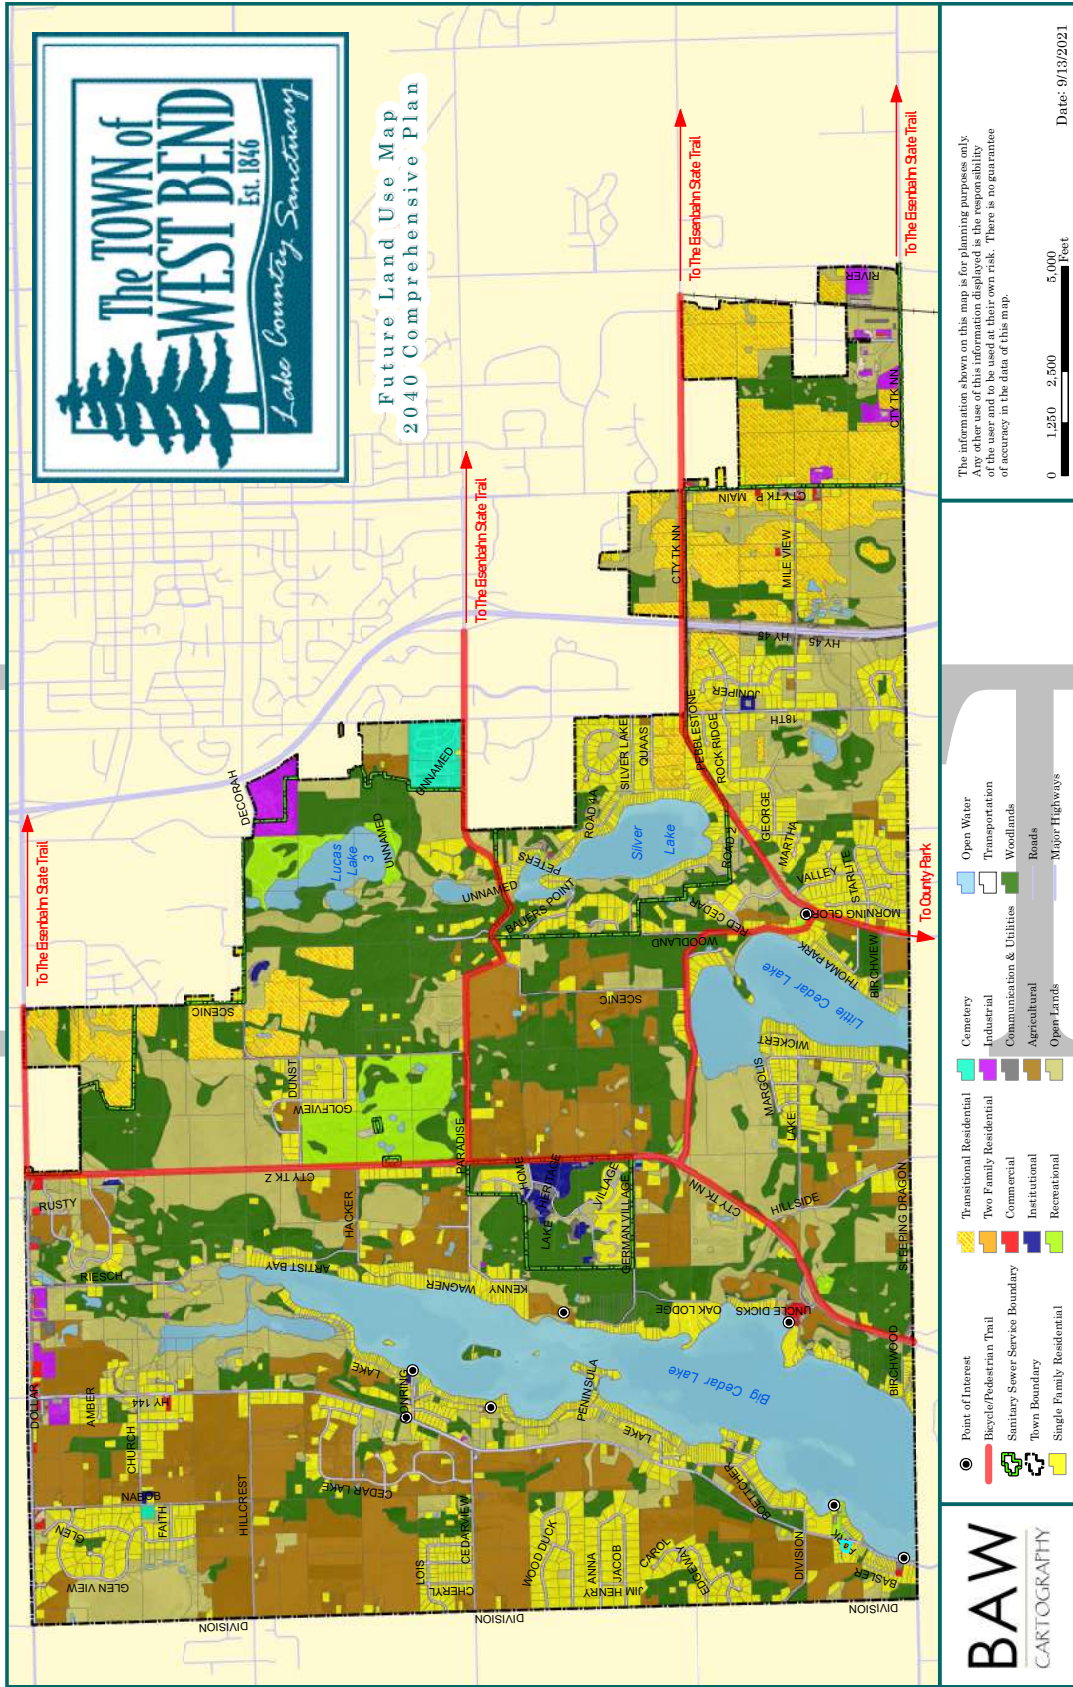 The TOWN of
WEST BEND
Est. 1846
Lake Country Sanctuary
Future Land Use Map
2040 Comprehensive Plan
To The Eisenbahn State Trail
To The Eisenbahn State Trail
To The Eisenbahn State Trail
To The Eisenbahn State Trail
To County Park
DECORAH
SCENIC
DUNST
GOLFVIEW
CTY TK Z
RUSTY
RIESCH
HACKER
ARTIST BAY
WAGNER
KENNY
PARADISE
HOME
LAKE
HERITAGE
VILLAGE
GERMAN VILLAGE
Lucas
Lake
3
UNNAMED
UNNAMED
UNNAMED
PETERS
BAUERS POINT
ROAD 4A
SILVER LAKE
QUAAS
Silver
Lake
ROAD 2
PEBBLESTONE
ROCK RIDGE
GEORGE
MARTHA
VALLEY
STARLITE
MORNING GLORY
RED CEDAR
WOODLAND
SCENIC
THOMA PARK
BIRCHVIEW
Little Cedar Lake
WICKERT
MARGOLIS
LAKE
HILLSIDE
SLEEPING DRAGON
CTY TK NN
UNCLE DICKS
OAK LODGE
BIRCHWOOD
Big Cedar Lake
PENINSULA
LAKE
LAKE
BOETTCHER
DIVISION
BASLER
DIVISION
DIVISION
DIVISION
DOLLAR
AMBER
HY 144
CHURCH
NABOB
FAITH
GLEN
GLEN VIEW
HILLCREST
CEDAR LAKE
CEDARVIEW
LOIS
CHERYL
WOOD DUCK
ANNA
JACOB
JIM HENRY
CAROL
EDGEWAY
JUNIPER
18TH
HY 45
HY 45
MILE VIEW
CTY TK NN
MAIN
CTY TK P
CTY TK NN
RIVER
BAW
CARTOGRAPHY
Point of Interest
Bicycle/Pedestrian Trail
Sanitary Sewer Service Boundary
Town Boundary
Single Family Residential
Transitional Residential
Two Family Residential
Commercial
Institutional
Recreational
Cemetery
Industrial
Communication & Utilities
Agricultural
Open Lands
Open Water
Transportation
Woodlands
Roads
Major Highways
The information shown on this map is for planning purposes only.
Any other use of this information displayed is the responsibility
of the user and to be used at their own risk. There is no guarantee
of accuracy in the data of this map.
0 1,250 2,500 5,000
Feet
Date: 9/13/2021